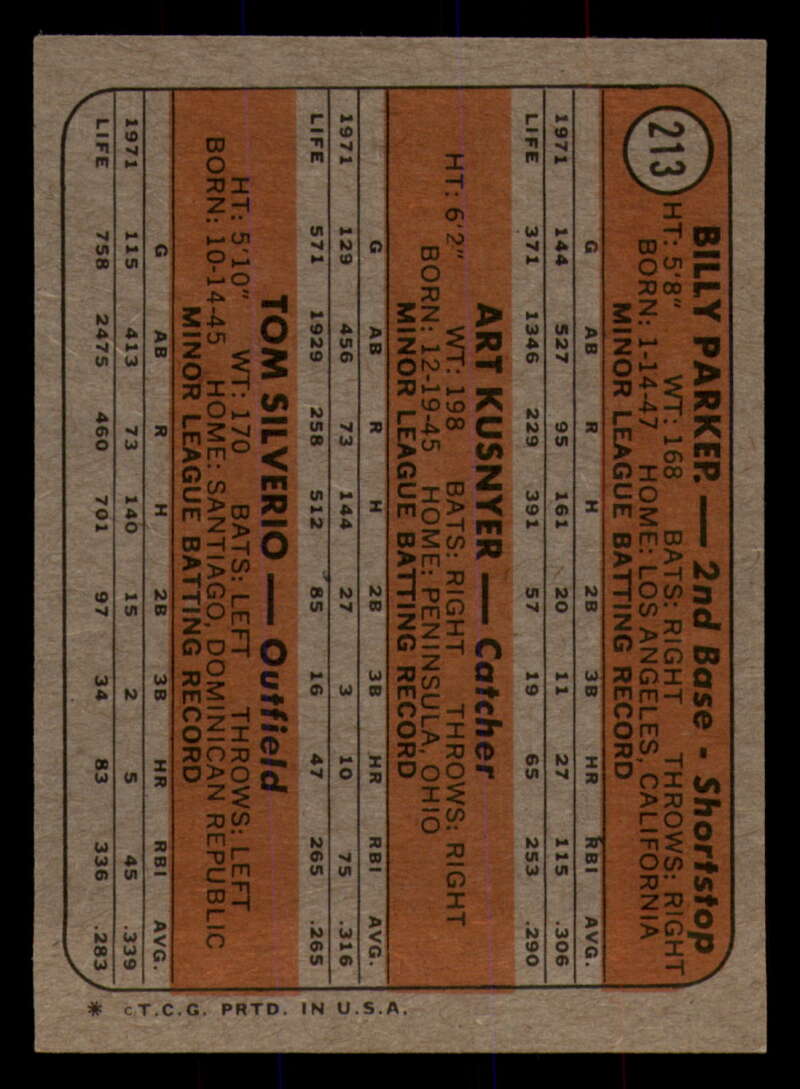 213
BILLY PARKER — 2nd Base - Shortstop
HT: 5'8" WT: 168 BATS: RIGHT THROWS: RIGHT
BORN: 1-14-47 HOME: LOS ANGELES, CALIFORNIA
MINOR LEAGUE BATTING RECORD
G AB R H 2B 3B HR RBI AVG.
1971 144 527 95 161 20 11 27 115 .306
LIFE 371 1346 229 391 57 19 65 253 .290
ART KUSNYER — Catcher
HT: 6'2" WT: 198 BATS: RIGHT THROWS: RIGHT
BORN: 12-19-45 HOME: PENINSULA, OHIO
MINOR LEAGUE BATTING RECORD
G AB R H 2B 3B HR RBI AVG.
1971 129 456 73 144 27 3 10 75 .316
LIFE 571 1929 258 512 85 16 47 265 .265
TOM SILVERIO — Outfield
HT: 5'10" WT: 170 BATS: LEFT THROWS: LEFT
BORN: 10-14-45 HOME: SANTIAGO, DOMINICAN REPUBLIC
MINOR LEAGUE BATTING RECORD
G AB R H 2B 3B HR RBI AVG.
1971 115 413 73 140 15 2 5 45 .339
LIFE 758 2475 460 701 97 34 83 336 .283
* ©T.C.G. PRTD. IN U.S.A.